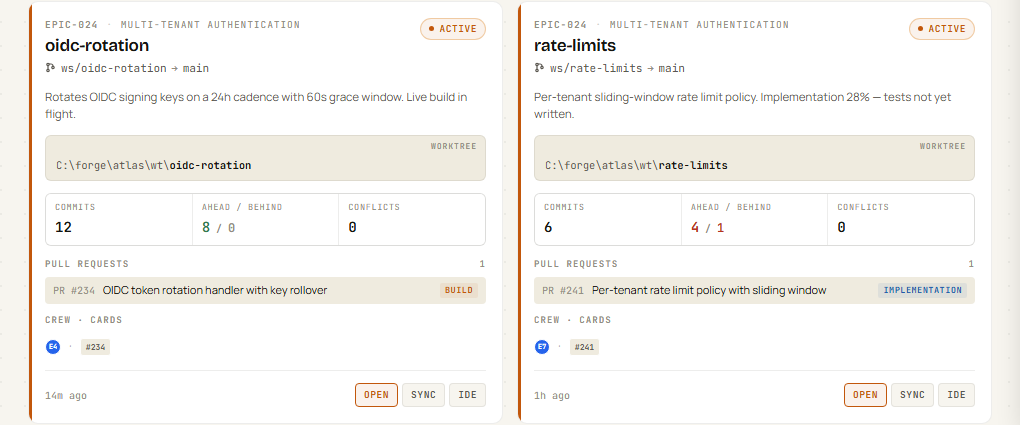 EPIC-024 · MULTI-TENANT AUTHENTICATION
ACTIVE
oidc-rotation
ws/oidc-rotation → main
Rotates OIDC signing keys on a 24h cadence with 60s grace window. Live build in
flight.
WORKTREE
C:\forge\atlas\wt\oidc-rotation
COMMITS AHEAD / BEHIND CONFLICTS
12 8 / 0 0
PULL REQUESTS 1
PR #234 OIDC token rotation handler with key rollover BUILD
CREW · CARDS
E4 · #234
14m ago OPEN SYNC IDE
EPIC-024 · MULTI-TENANT AUTHENTICATION
ACTIVE
rate-limits
ws/rate-limits → main
Per-tenant sliding-window rate limit policy. Implementation 28% — tests not yet
written.
WORKTREE
C:\forge\atlas\wt\rate-limits
COMMITS AHEAD / BEHIND CONFLICTS
6 4 / 1 0
PULL REQUESTS 1
PR #241 Per-tenant rate limit policy with sliding window IMPLEMENTATION
CREW · CARDS
E7 · #241
1h ago OPEN SYNC IDE